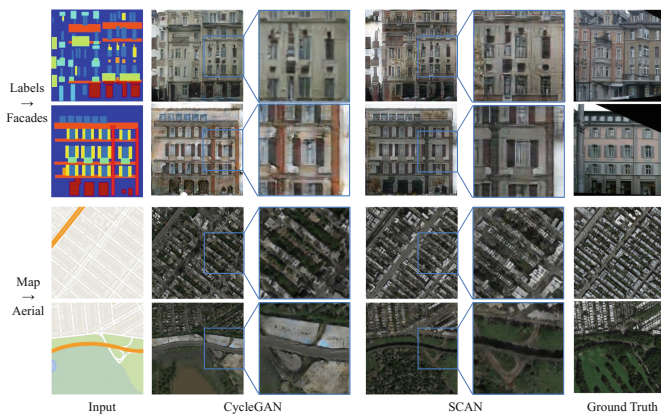 Labels
→
Facades
Map
→
Aerial
Input
CycleGAN
SCAN
Ground Truth